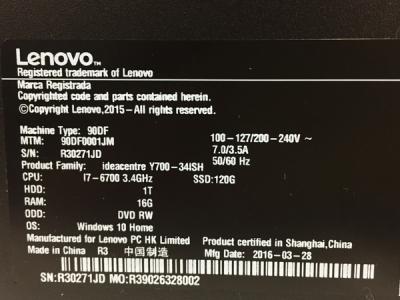 Lenovo
Registered trademark of Lenovo
Marca Registrada
Copyrighted code and parts contained herein.
©Copyright Lenovo,2015-All rights reserved.
Machine Type: 90DF
MTM: 90DF0001JM 100-127/200-240V ~
S/N: R30271JD 7.0/3.5A
50/60 Hz
Product Family: ideacentre Y700-34ISH
CPU: I7-6700 3.4GHz SSD:120G
HDD: 1T
RAM: 16G
ODD: DVD RW
OS: Windows 10 Home
Manufactured for Lenovo PC HK Limited Product certified in Shanghai,China
Made in China R3 中国制造 Mfg Date: 2016-03-28
SN:R30271JD MO:R39026328002